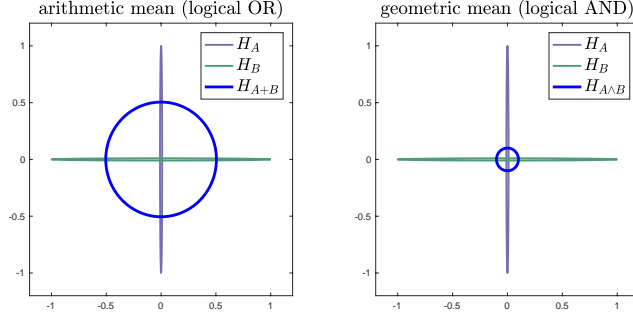 arithmetic mean (logical OR)
1
0.5
0
-0.5
-1
-1
-0.5
0
0.5
1
H_A
H_B
H_{A+B}
geometric mean (logical AND)
1
0.5
0
-0.5
-1
-1
-0.5
0
0.5
1
H_A
H_B
H_{A∧B}